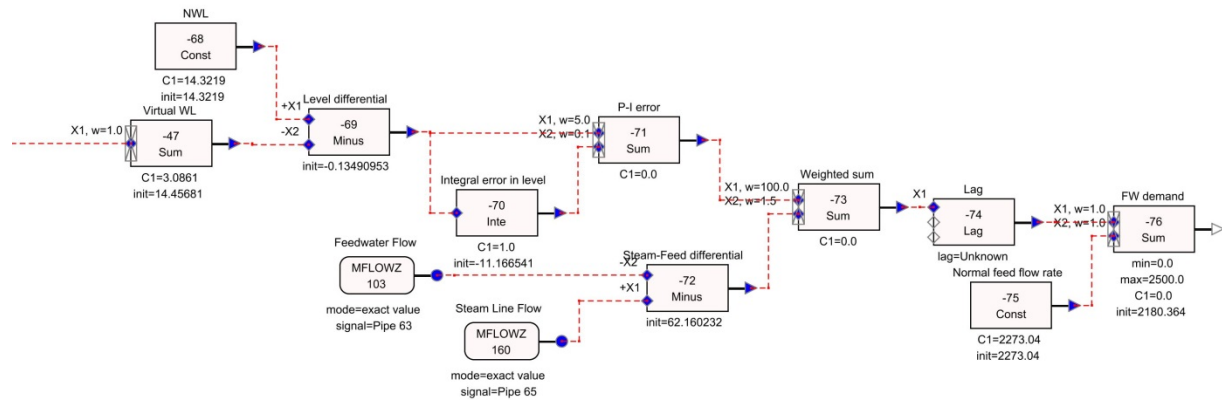 NWL
-68
Const
C1=14.3219
init=14.3219
Virtual WL
X1, w=1.0
-47
Sum
C1=3.0861
init=14.45681
Level differential
+X1
-X2
-69
Minus
init=-0.13490953
Integral error in level
-70
Inte
C1=1.0
init=-11.166541
P-I error
X1, w=5.0
X2, w=0.1
-71
Sum
C1=0.0
Feedwater Flow
MFLOWZ
103
mode=exact value
signal=Pipe 63
Steam Line Flow
MFLOWZ
160
mode=exact value
signal=Pipe 65
Steam-Feed differential
-X2
+X1
-72
Minus
init=62.160232
Weighted sum
X1, w=100.0
X2, w=1.5
-73
Sum
C1=0.0
Lag
X1
-74
Lag
lag=Unknown
Normal feed flow rate
-75
Const
C1=2273.04
init=2273.04
FW demand
X1, w=1.0
X2, w=1.0
-76
Sum
min=0.0
max=2500.0
C1=0.0
init=2180.364